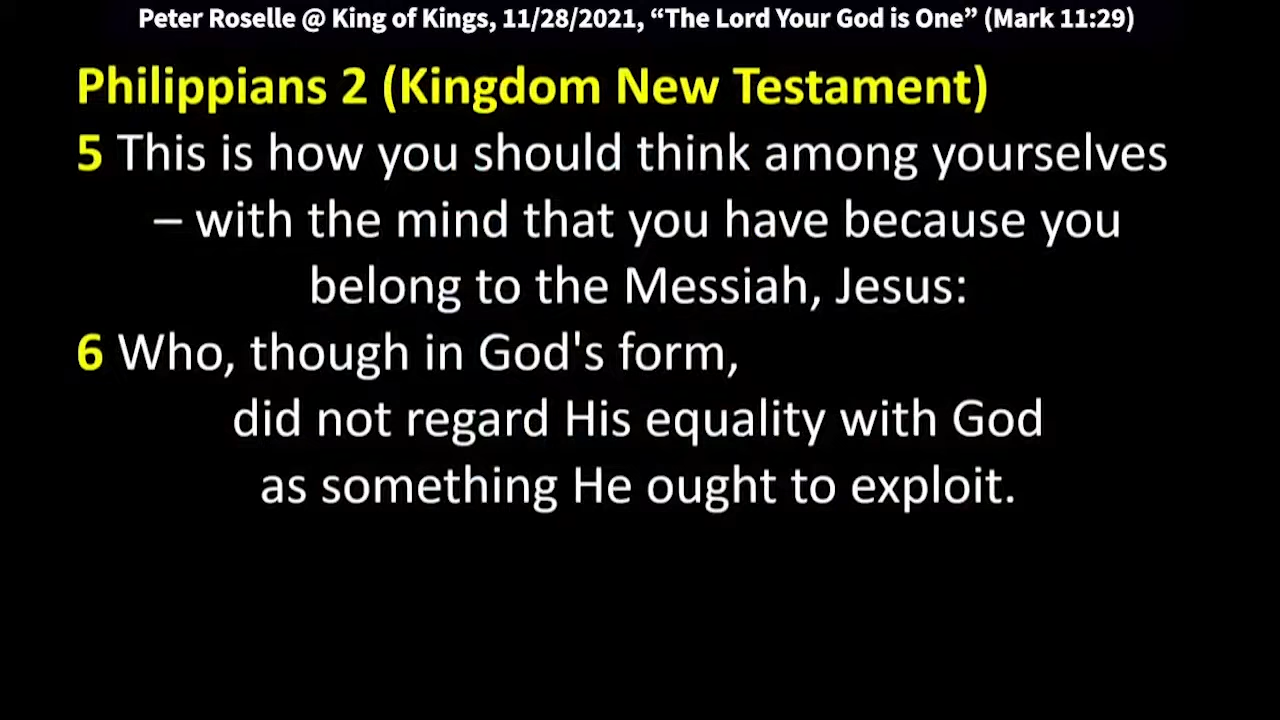 Peter Roselle @ King of Kings, 11/28/2021, “The Lord Your God is One” (Mark 11:29)
Philippians 2 (Kingdom New Testament)
5 This is how you should think among yourselves
– with the mind that you have because you
belong to the Messiah, Jesus:
6 Who, though in God's form,
did not regard His equality with God
as something He ought to exploit.